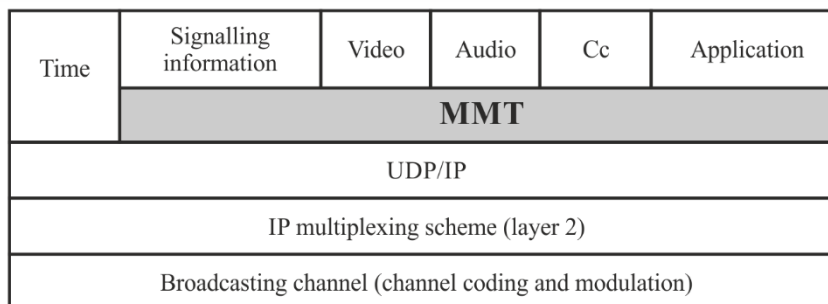 Time
Signalling
information
Video
Audio
Cc
Application
MMT
UDP/IP
IP multiplexing scheme (layer 2)
Broadcasting channel (channel coding and modulation)